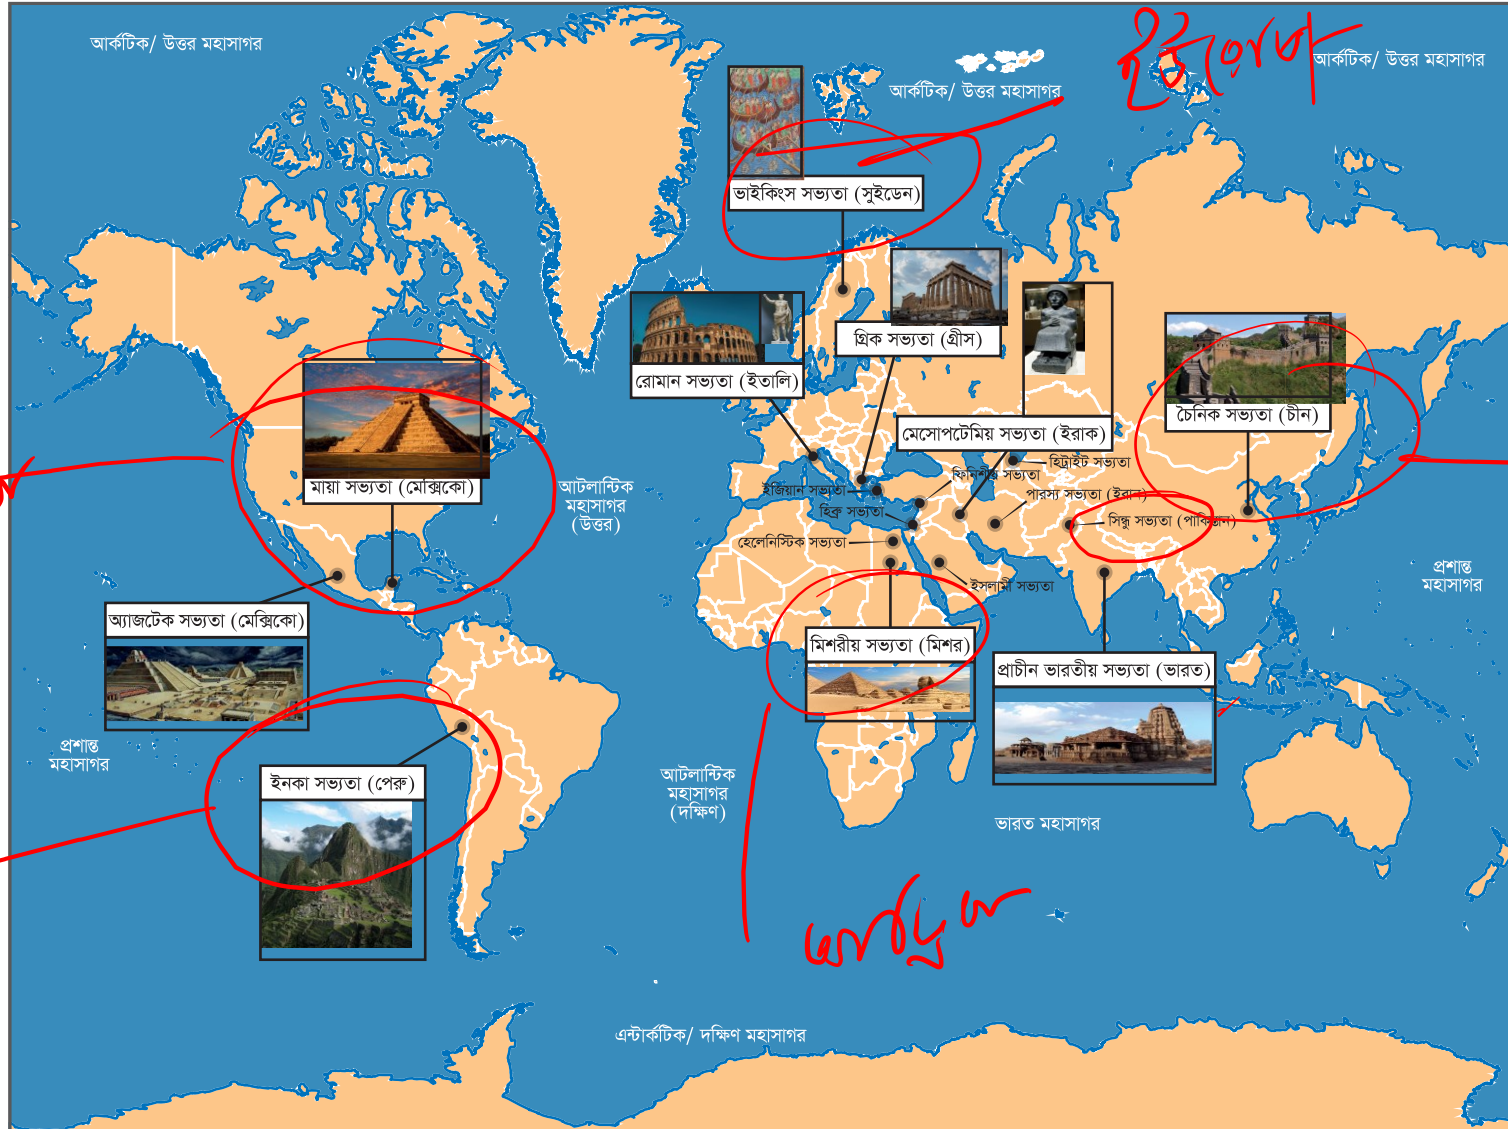 আর্কটিক/ উত্তর মহাসাগর
আর্কটিক/ উত্তর মহাসাগর
আর্কটিক/ উত্তর মহাসাগর
ভাইকিংস সভ্যতা (সুইডেন)
গ্রিক সভ্যতা (গ্রীস)
রোমান সভ্যতা (ইতালি)
চৈনিক সভ্যতা (চীন)
মেসোপটেমিয় সভ্যতা (ইরাক)
হিট্রাইট সভ্যতা
ফিনিশীয় সভ্যতা
মায়া সভ্যতা (মেক্সিকো)
আটলান্টিক
মহাসাগর
(উত্তর)
ইজিয়ান সভ্যতা
পারস্য সভ্যতা (ইরান)
হিব্রু সভ্যতা
সিন্ধু সভ্যতা (পাকিস্তান)
হেলেনিস্টিক সভ্যতা
ইসলামী সভ্যতা
প্রশান্ত
মহাসাগর
অ্যাজটেক সভ্যতা (মেক্সিকো)
মিশরীয় সভ্যতা (মিশর)
প্রাচীন ভারতীয় সভ্যতা (ভারত)
প্রশান্ত
মহাসাগর
ইনকা সভ্যতা (পেরু)
আটলান্টিক
মহাসাগর
(দক্ষিণ)
ভারত মহাসাগর
এন্টার্কটিক/ দক্ষিণ মহাসাগর